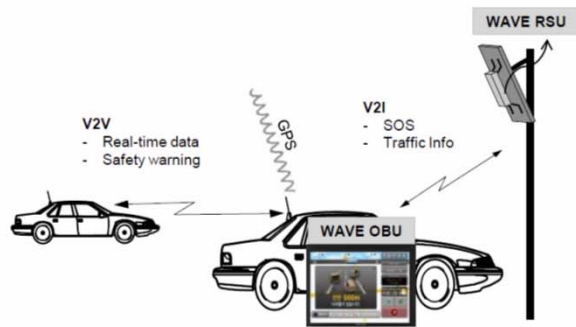 WAVE RSU
V2I
- SOS
- Traffic Info
GPS
V2V
- Real-time data
- Safety warning
WAVE OBU